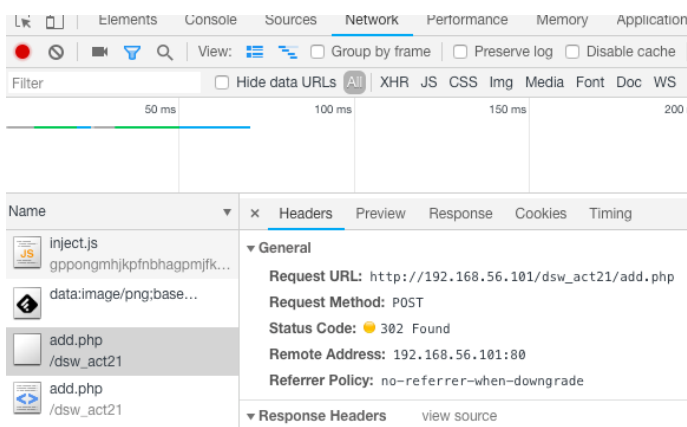 Elements Console Sources Network Performance Memory Application
View: Group by frame Preserve log Disable cache
Filter Hide data URLs All XHR JS CSS Img Media Font Doc WS
50 ms 100 ms 150 ms 200
Name × Headers Preview Response Cookies Timing
inject.js
JS
gppongmhjkpfnbhagpmjfk...
data:image/png;base...
add.php
/dsw_act21
add.php
/dsw_act21
General
Request URL: http://192.168.56.101/dsw_act21/add.php
Request Method: POST
Status Code: 302 Found
Remote Address: 192.168.56.101:80
Referrer Policy: no-referrer-when-downgrade
Response Headers view source